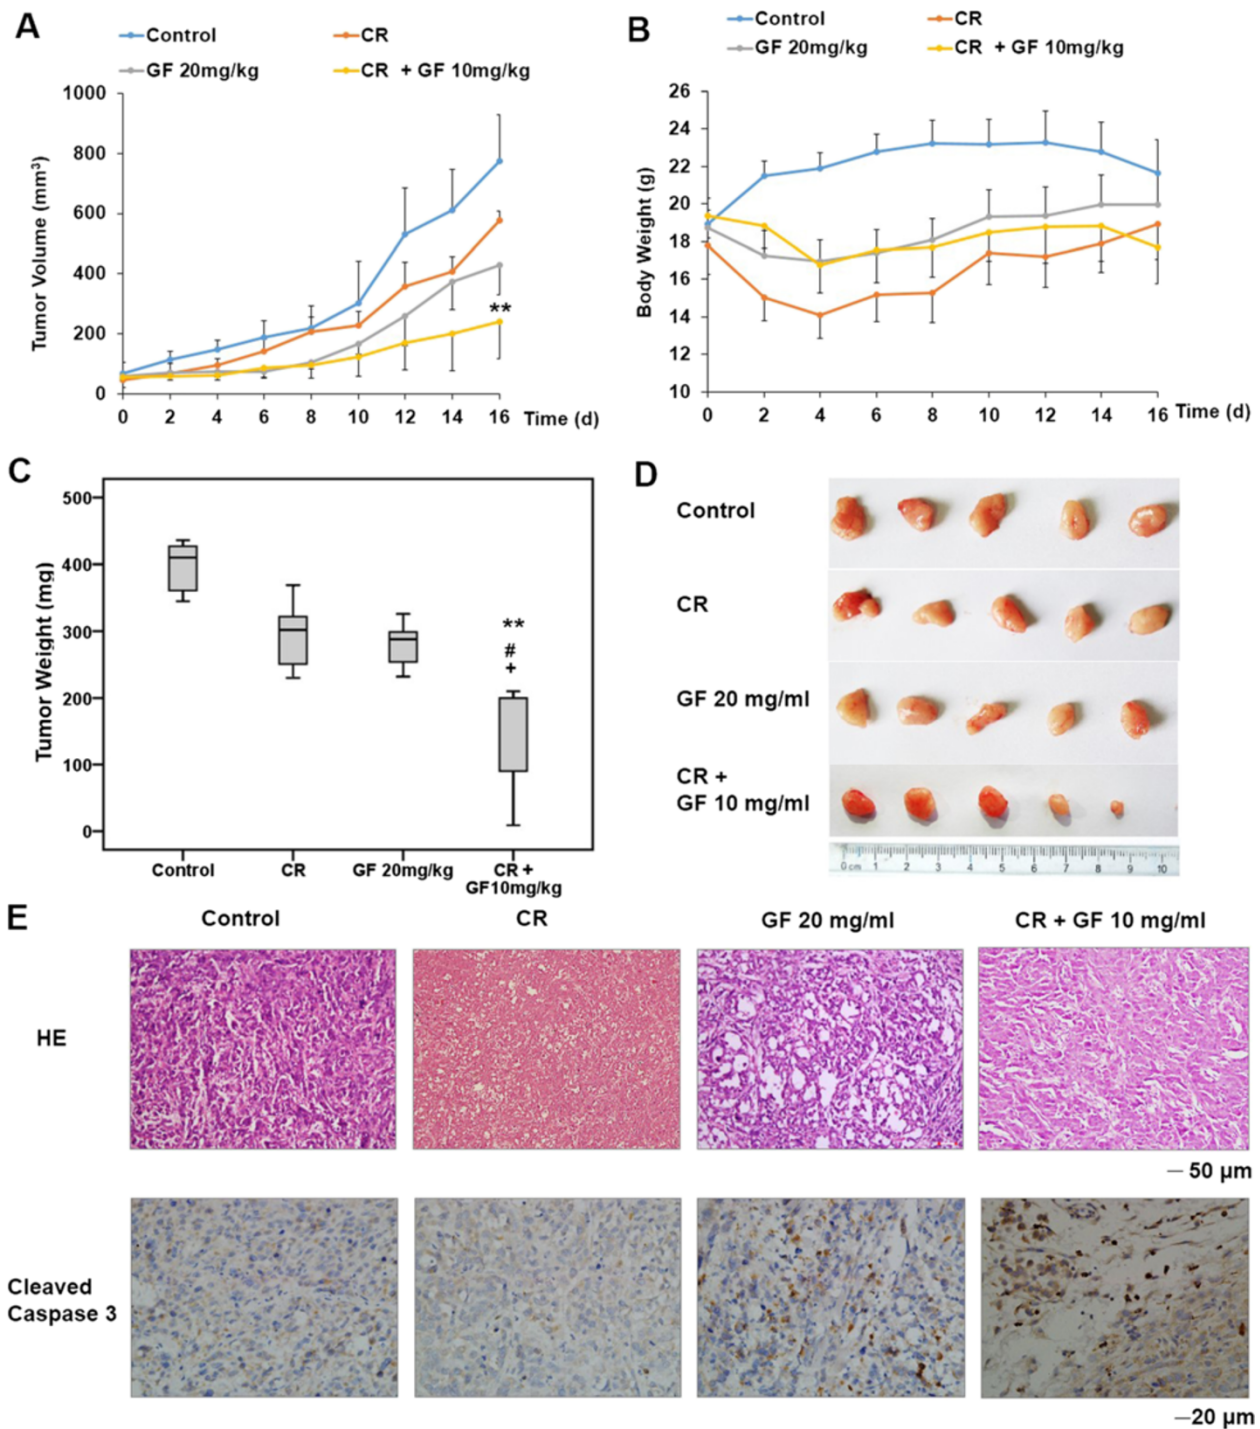 A
Control
CR
GF 20mg/kg
CR + GF 10mg/kg
Tumor Volume (mm³)
1000
800
600
400
200
0
**
0 2 4 6 8 10 12 14 16 Time (d)
B
Control
CR
GF 20mg/kg
CR + GF 10mg/kg
Body Weight (g)
26
24
22
20
18
16
14
12
10
0 2 4 6 8 10 12 14 16 Time (d)
C
Tumor Weight (mg)
500
400
300
200
100
0
**
#
+
Control CR GF 20mg/kg CR +
GF10mg/kg
D
Control
CR
GF 20 mg/ml
CR +
GF 10 mg/ml
0 cm 1 2 3 4 5 6 7 8 9 10
E
Control CR GF 20 mg/ml CR + GF 10 mg/ml
HE
50 μm
Cleaved
Caspase 3
20 μm